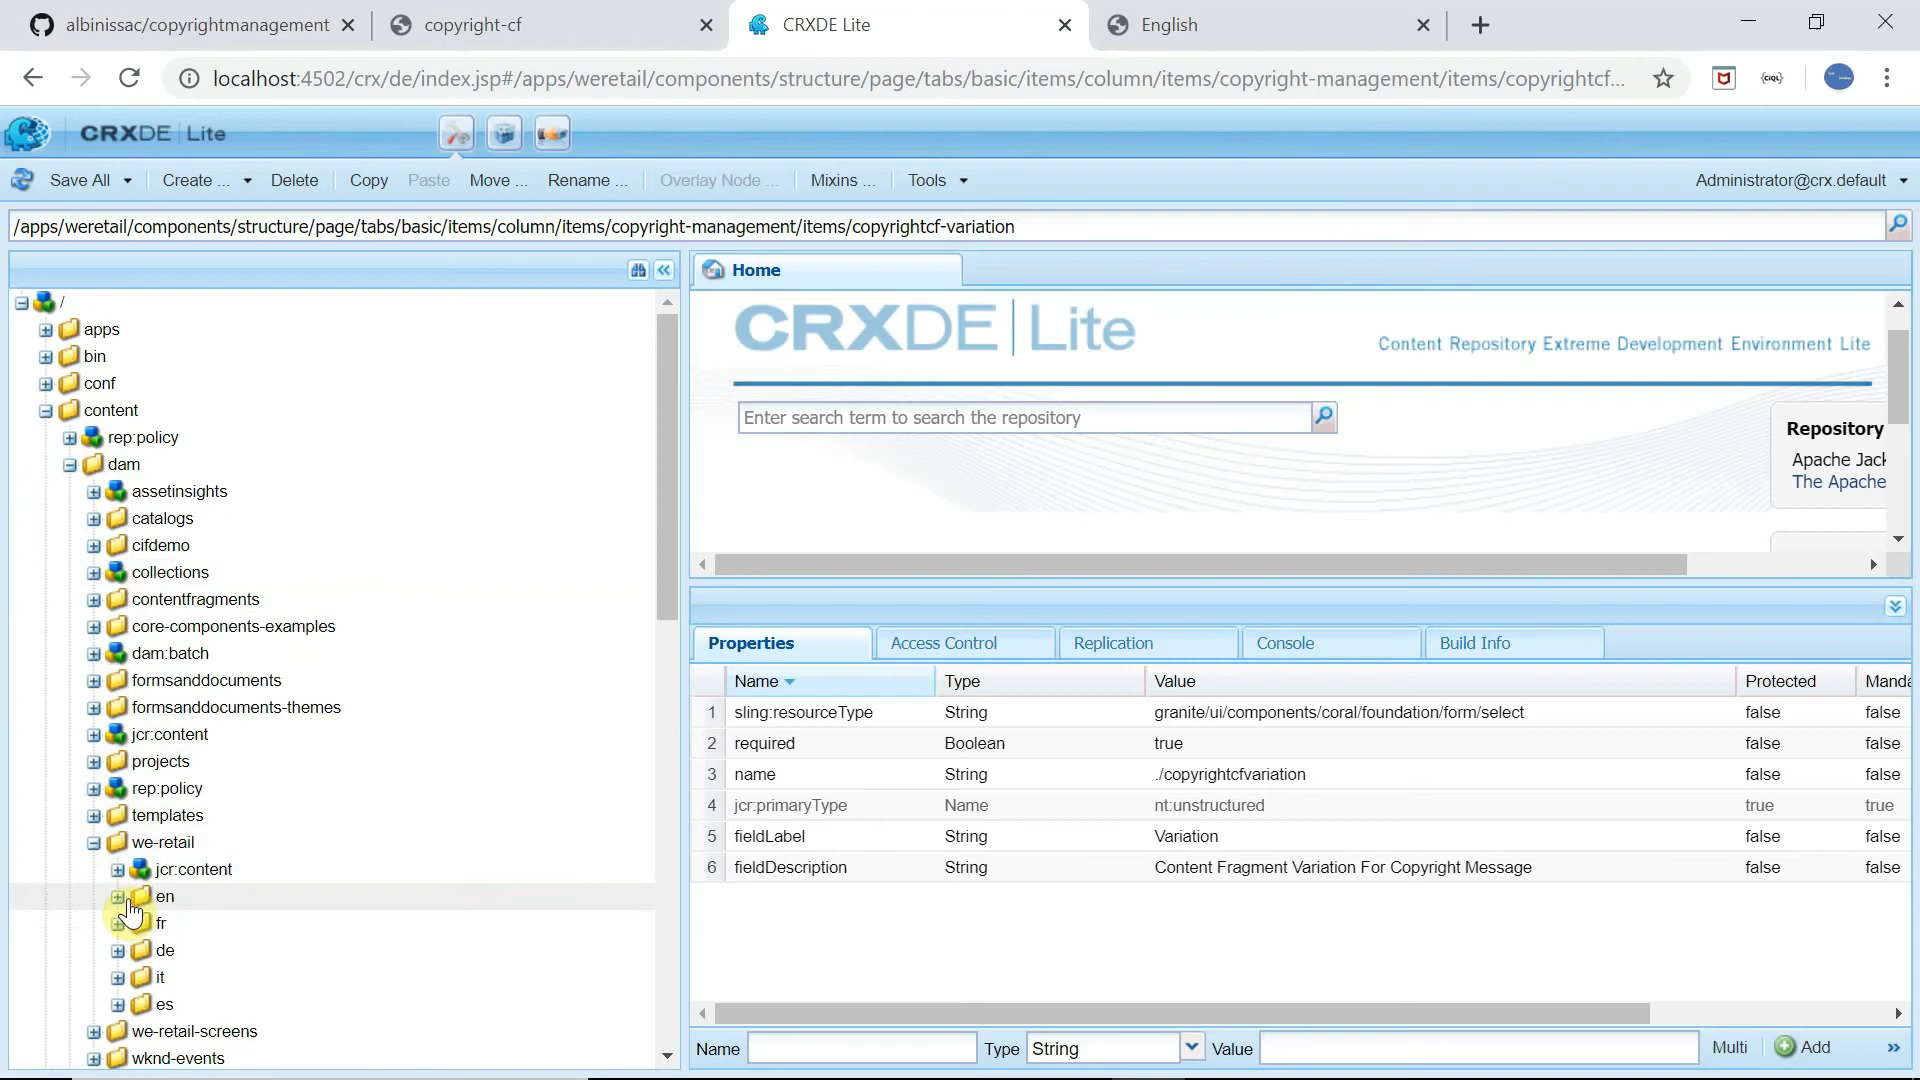 albinissac/copyrightmanagement
copyright-cf
CRXDE Lite
English
localhost:4502/crx/de/index.jsp#/apps/weretail/components/structure/page/tabs/basic/items/column/items/copyright-management/items/copyrightcf...
CIQL
CRXDE | Lite
Save All
Create ...
Delete
Copy
Paste
Move ...
Rename ...
Overlay Node ...
Mixins ...
Tools
Administrator@crx.default
/apps/weretail/components/structure/page/tabs/basic/items/column/items/copyright-management/items/copyrightcf-variation
/
apps
bin
conf
content
rep:policy
dam
assetinsights
catalogs
cifdemo
collections
contentfragments
core-components-examples
dam:batch
formsanddocuments
formsanddocuments-themes
jcr:content
projects
rep:policy
templates
we-retail
jcr:content
en
fr
de
it
es
we-retail-screens
wknd-events
Home
CRXDE | Lite
Content Repository Extreme Development Environment Lite
Enter search term to search the repository
Repository
Apache Jack
The Apache
Properties
Access Control
Replication
Console
Build Info
Name Type Value Protected Manda
1 sling:resourceType String granite/ui/components/coral/foundation/form/select false false
2 required Boolean true false false
3 name String ./copyrightcfvariation false false
4 jcr:primaryType Name nt:unstructured true true
5 fieldLabel String Variation false false
6 fieldDescription String Content Fragment Variation For Copyright Message false false
Name Type String Value Multi Add